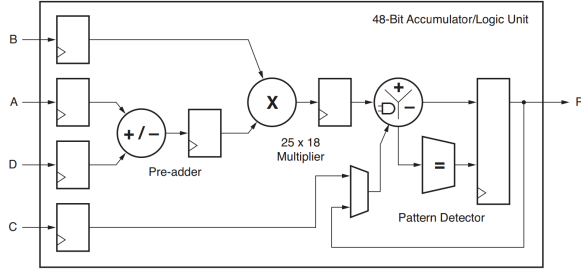 48-Bit Accumulator/Logic Unit
B
A
D
C
+ / −
Pre-adder
X
25 x 18
Multiplier
+
−
=
Pattern Detector
P